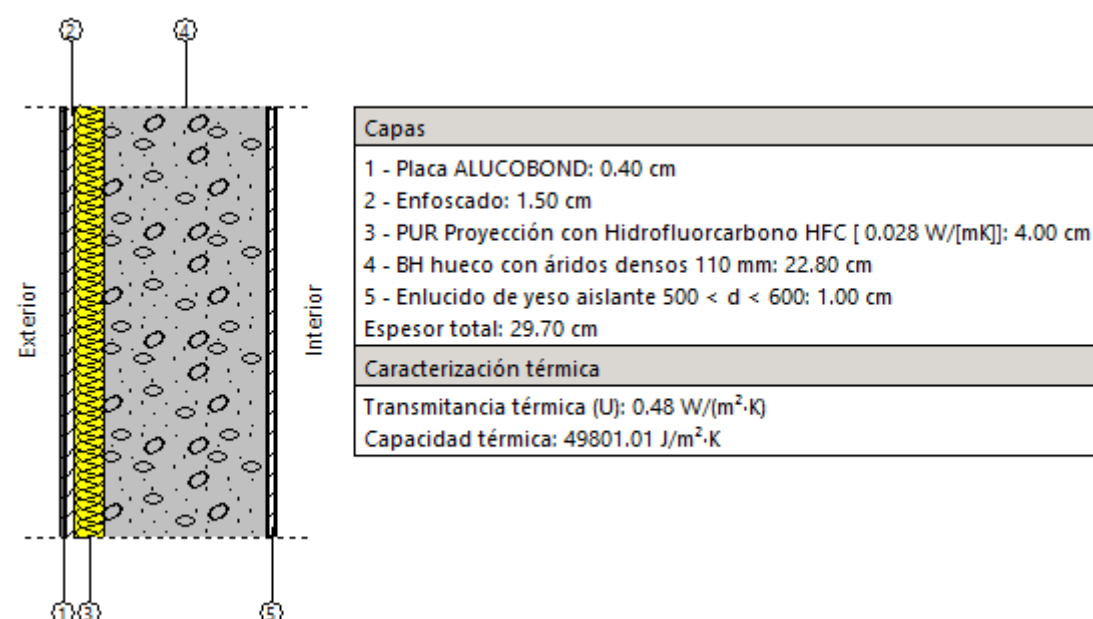 2
4
Exterior
Interior
1
3
5
Capas
1 - Placa ALUCOBOND: 0.40 cm
2 - Enfoscado: 1.50 cm
3 - PUR Proyección con Hidrofluorcarbono HFC [ 0.028 W/[mK]]: 4.00 cm
4 - BH hueco con áridos densos 110 mm: 22.80 cm
5 - Enlucido de yeso aislante 500 < d < 600: 1.00 cm
Espesor total: 29.70 cm
Caracterización térmica
Transmitancia térmica (U): 0.48 W/(m²·K)
Capacidad térmica: 49801.01 J/m²·K